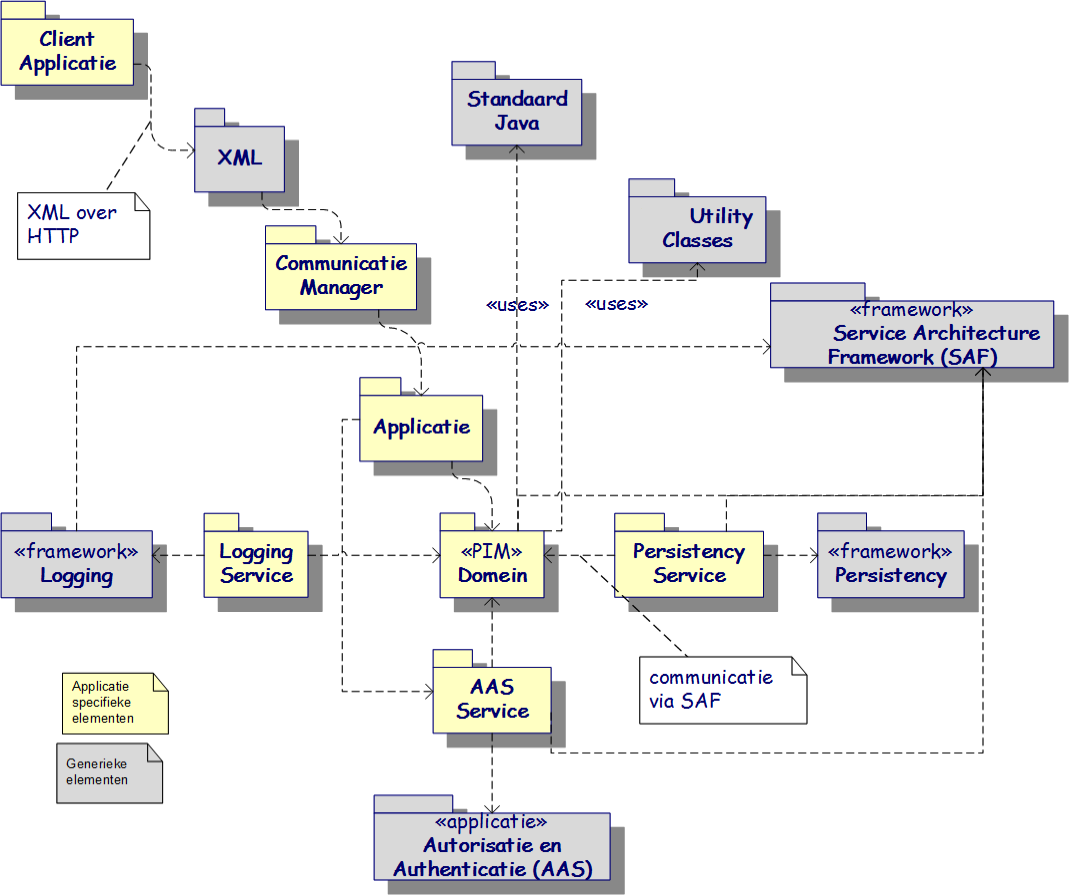 Client
Applicatie
Standaard
Java
XML
XML over
HTTP
Utility
Classes
Communicatie
Manager
«uses»
«uses»
«framework»
Service Architecture
Framework (SAF)
Applicatie
«framework»
Logging
Logging
Service
«PIM»
Domein
Persistency
Service
«framework»
Persistency
AAS
Service
communicatie
via SAF
Applicatie
specifieke
elementen
Generieke
elementen
«applicatie»
Autorisatie en
Authenticatie (AAS)